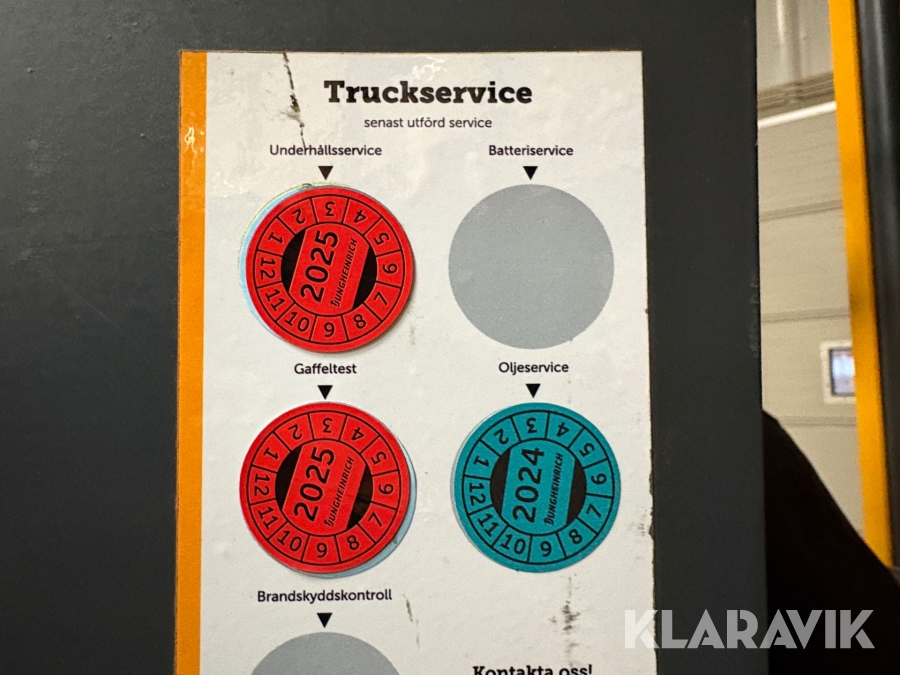 Truckservice
senast utförd service
Underhållsservice
Batteriservice
1 2 3 4 5 6 7 8 9 10 11 12
2025
JUNGHEINRICH
Gaffeltest
Oljeservice
1 2 3 4 5 6 7 8 9 10 11 12
2025
JUNGHEINRICH
1 2 3 4 5 6 7 8 9 10 11 12
2024
JUNGHEINRICH
Brandskyddskontroll
Kontakta oss!
KLARAVIK